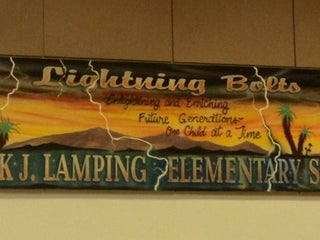 Lightning Bolts
Enlightening and Enriching
Future Generations-
One Child at a Time
K J. LAMPING ELEMENTARY S